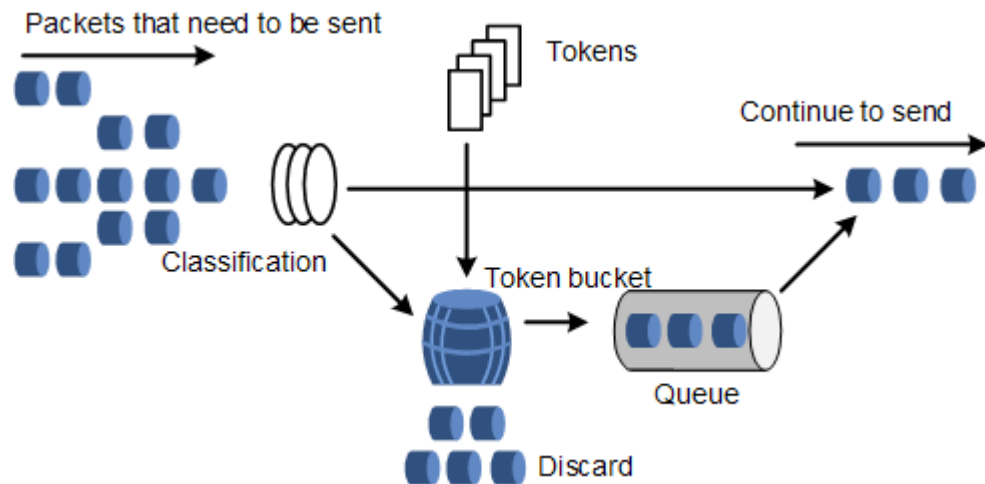 Packets that need to be sent
Tokens
Continue to send
Classification
Token bucket
Queue
Discard